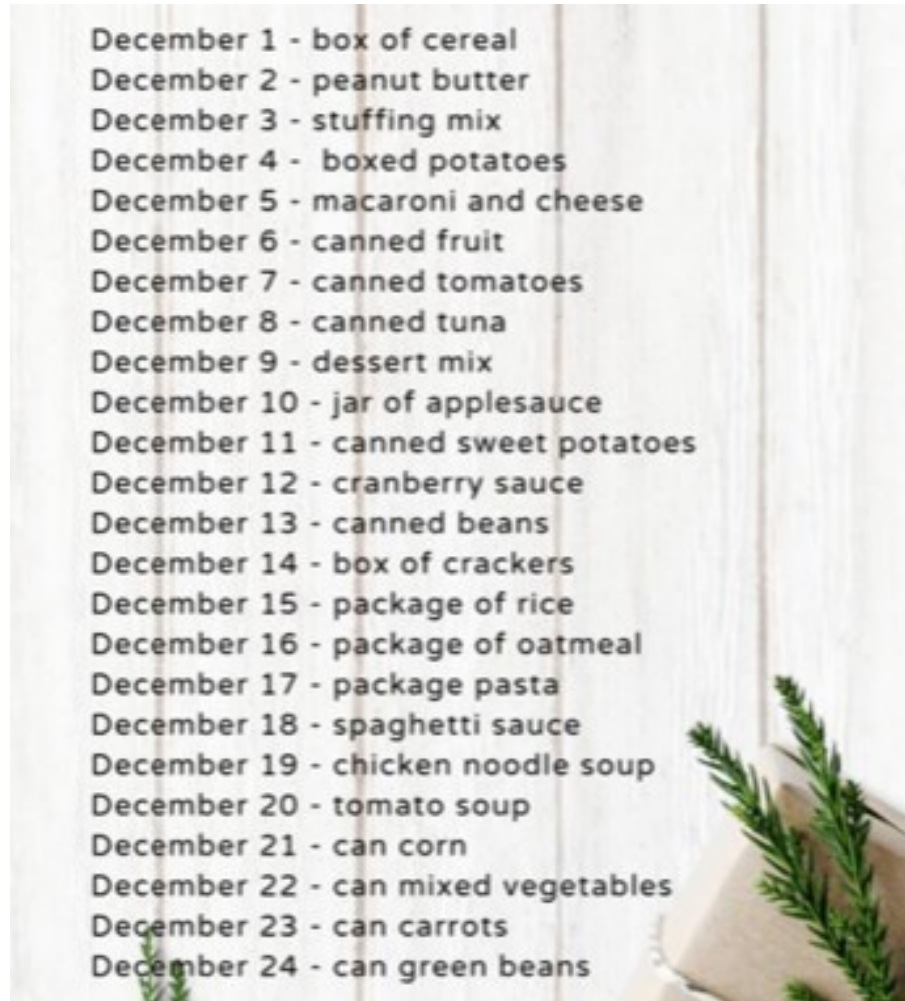 December 1 - box of cereal
December 2 - peanut butter
December 3 - stuffing mix
December 4 -  boxed potatoes
December 5 - macaroni and cheese
December 6 - canned fruit
December 7 - canned tomatoes
December 8 - canned tuna
December 9 - dessert mix
December 10 - jar of applesauce
December 11 - canned sweet potatoes
December 12 - cranberry sauce
December 13 - canned beans
December 14 - box of crackers
December 15 - package of rice
December 16 - package of oatmeal
December 17 - package pasta
December 18 - spaghetti sauce
December 19 - chicken noodle soup
December 20 - tomato soup
December 21 - can corn
December 22 - can mixed vegetables
December 23 - can carrots
December 24 - can green beans